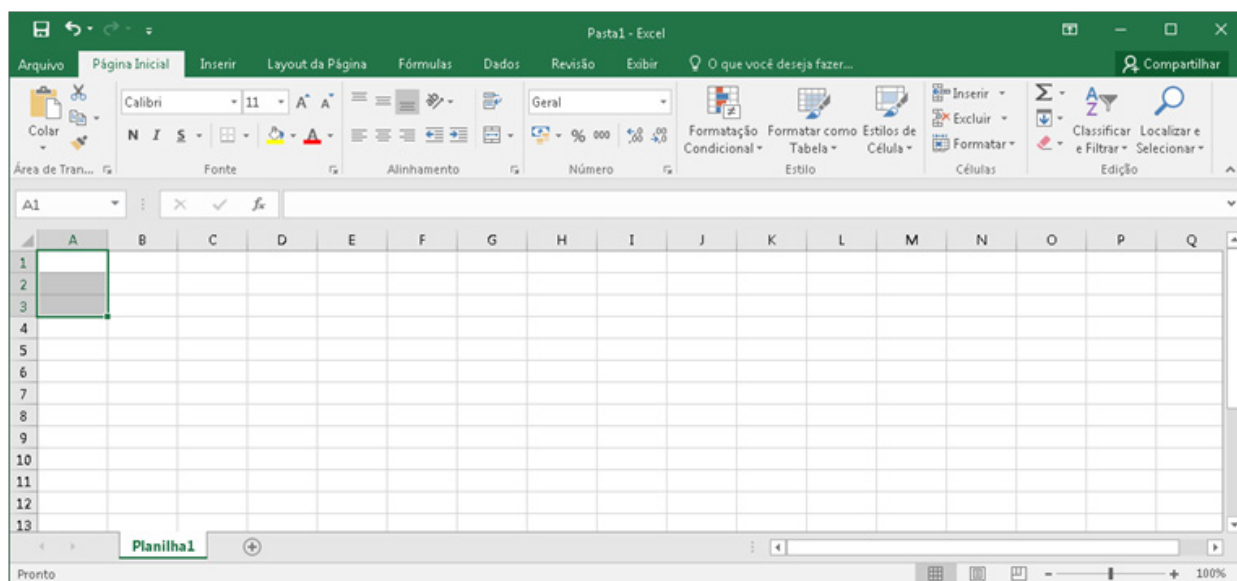 Pasta1 - Excel
Arquivo Página Inicial Inserir Layout da Página Fórmulas Dados Revisão Exibir O que você deseja fazer... Compartilhar
Colar
Calibri 11 A A
N I S A
Geral
% 000
Formatação Condicional
Formatar como Tabela
Estilos de Célula
Inserir
Excluir
Formatar
Σ
Classificar e Filtrar
Localizar e Selecionar
Área de Tran... Fonte Alinhamento Número Estilo Células Edição
A1 fx
A B C D E F G H I J K L M N O P Q
1
2
3
4
5
6
7
8
9
10
11
12
13
Planilha1
Pronto 100%